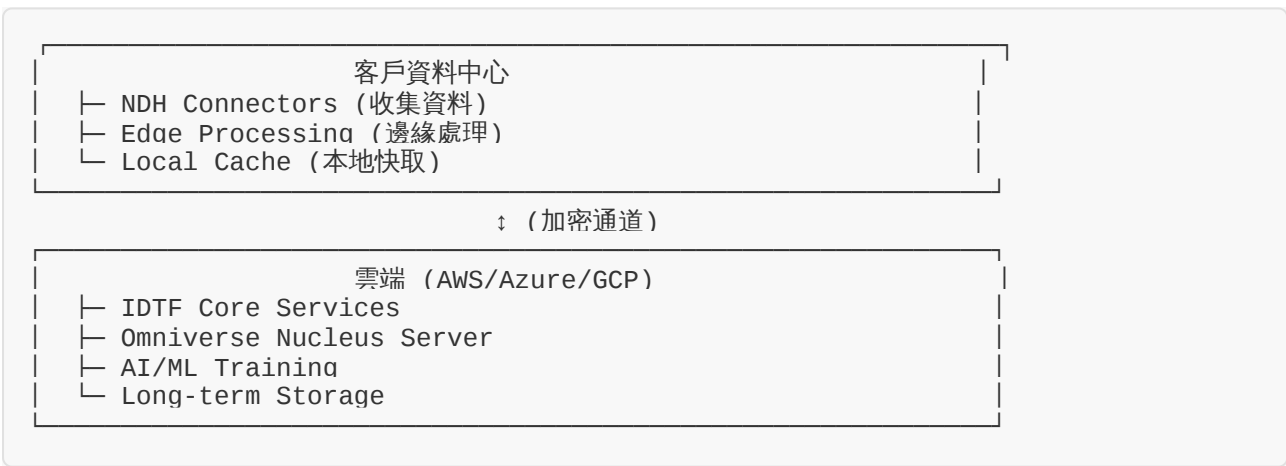 客戶資料中心
├─ NDH Connectors (收集資料)
├─ Edge Processing (邊緣處理)
└─ Local Cache (本地快取)
↕ (加密通道)
雲端 (AWS/Azure/GCP)
├─ IDTF Core Services
├─ Omniverse Nucleus Server
├─ AI/ML Training
└─ Long-term Storage